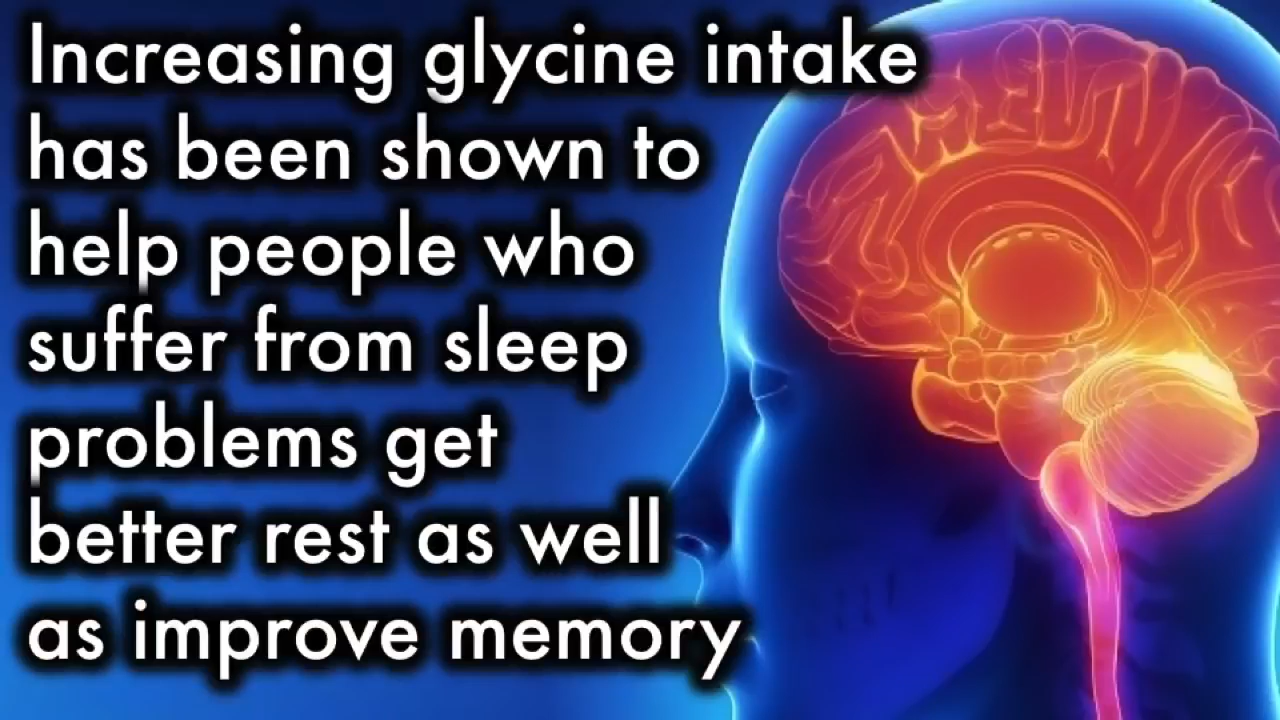 Increasing glycine intake
has been shown to
help people who
suffer from sleep
problems get
better rest as well
as improve memory